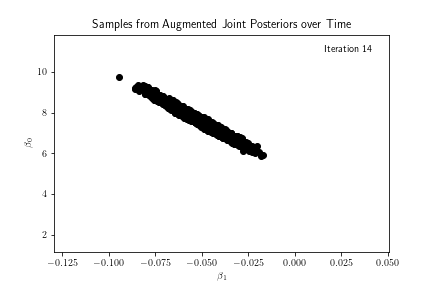 Samples from Augmented Joint Posteriors over Time
Iteration 14
10
8
6
4
2
β₀
−0.125 −0.100 −0.075 −0.050 −0.025 0.000 0.025 0.050
β₁